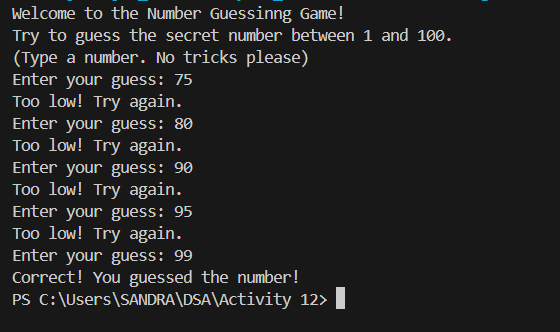 Welcome to the Number Guessinng Game!
Try to guess the secret number between 1 and 100.
(Type a number. No tricks please)
Enter your guess: 75
Too low! Try again.
Enter your guess: 80
Too low! Try again.
Enter your guess: 90
Too low! Try again.
Enter your guess: 95
Too low! Try again.
Enter your guess: 99
Correct! You guessed the number!
PS C:\Users\SANDRA\DSA\Activity 12>